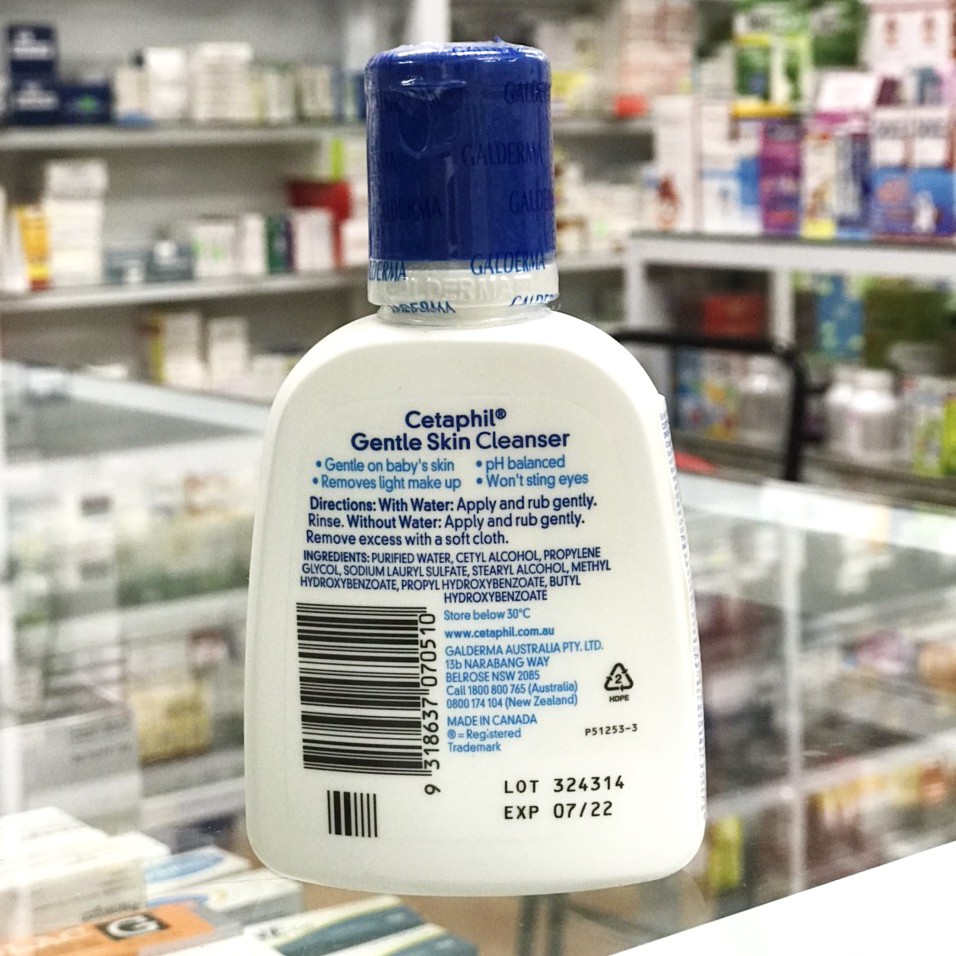 GALDERMA
GALDERMA
GALDERMA
GALDERMA
GALDERMA
GALDERMA
Cetaphil®
Gentle Skin Cleanser
• Gentle on baby's skin • pH balanced
• Removes light make up • Won't sting eyes
Directions: With Water: Apply and rub gently.
Rinse. Without Water: Apply and rub gently.
Remove excess with a soft cloth.
INGREDIENTS: PURIFIED WATER, CETYL ALCOHOL, PROPYLENE
GLYCOL, SODIUM LAURYL SULFATE, STEARYL ALCOHOL, METHYL
HYDROXYBENZOATE, PROPYL HYDROXYBENZOATE, BUTYL
HYDROXYBENZOATE
Store below 30°C
www.cetaphil.com.au
GALDERMA AUSTRALIA PTY. LTD.
13b NARABANG WAY
BELROSE NSW 2085
Call 1800 800 765 (Australia)
0800 174 104 (New Zealand)
MADE IN CANADA
® = Registered
Trademark
9 318637 070510
2
HDPE
P51253-3
LOT 324314
EXP 07/22
G